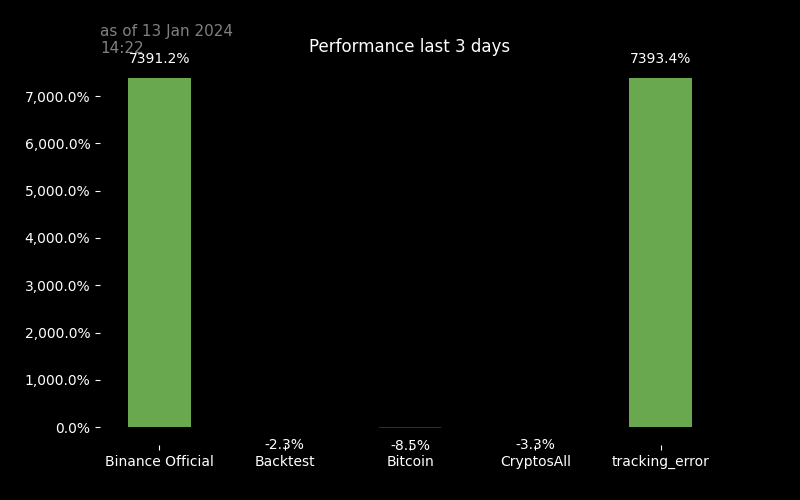 as of 13 Jan 2024
14:22
Performance last 3 days
7391.2%
7393.4%
7,000.0%
6,000.0%
5,000.0%
4,000.0%
3,000.0%
2,000.0%
1,000.0%
0.0%
-2.3%
-8.5%
-3.3%
Binance Official
Backtest
Bitcoin
CryptosAll
tracking_error